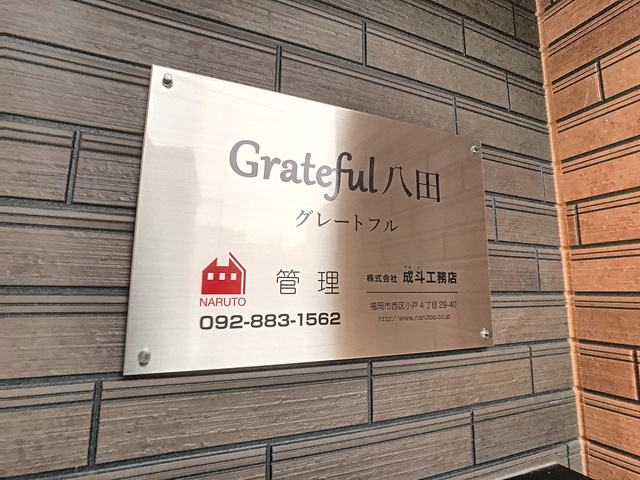 Grateful八田
グレートフル
NARUTO
管理
株式会社 成斗工務店
福岡市西区小戸4丁目29-40
092-883-1562
http://www.narutoo.co.jp